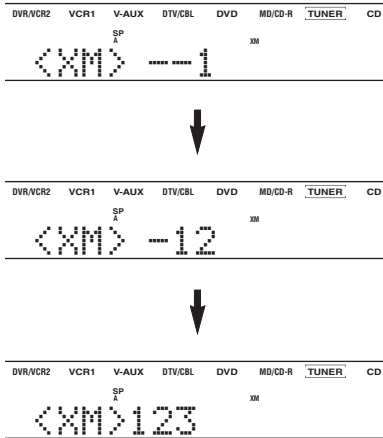 DVR/VCR2 VCR1 V-AUX DTV/CBL DVD MD/CD-R TUNER CD
SP
A
XM
<XM> --1
DVR/VCR2 VCR1 V-AUX DTV/CBL DVD MD/CD-R TUNER CD
SP
A
XM
<XM> -12
DVR/VCR2 VCR1 V-AUX DTV/CBL DVD MD/CD-R TUNER CD
SP
A
XM
<XM>123